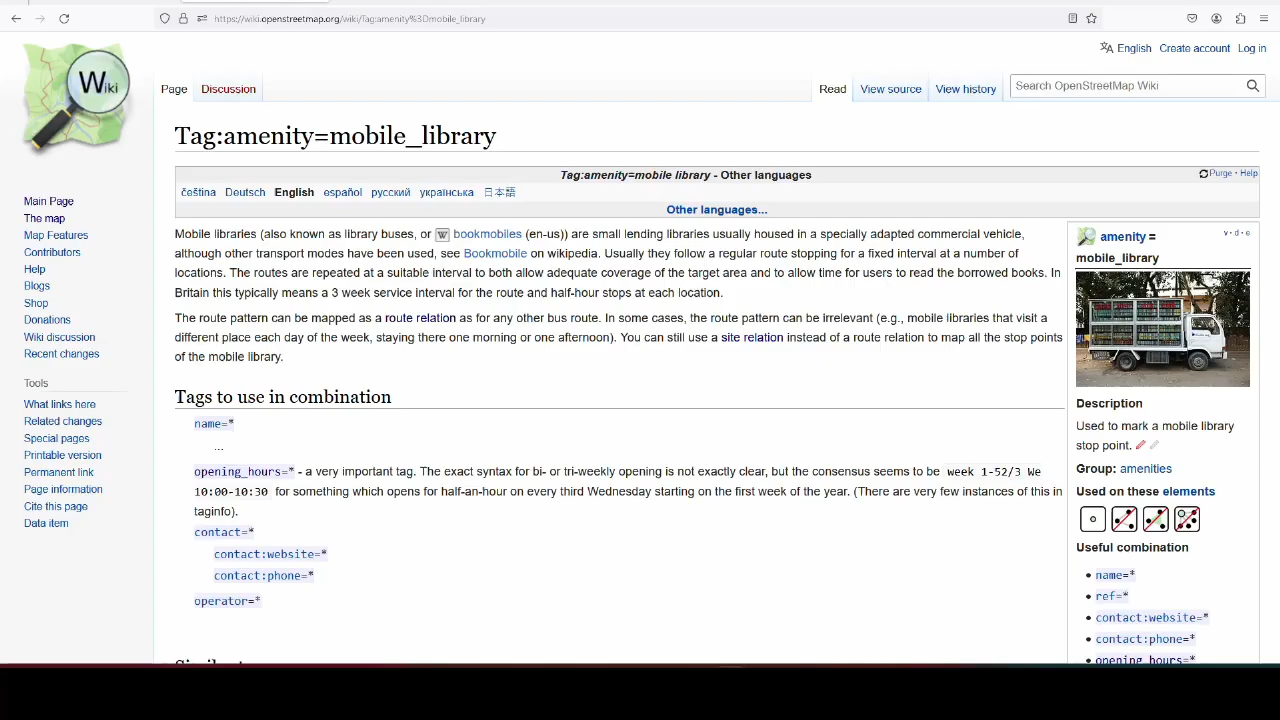 https://wiki.openstreetmap.org/wiki/Tag:amenity%3Dmobile_library
Wiki
English Create account Log in
Page Discussion
Read View source View history
Search OpenStreetMap Wiki
Tag:amenity=mobile_library
Tag:amenity=mobile library - Other languages
Purge · Help
čeština Deutsch English español русский українська 日本語
Other languages...
Main Page
The map
Map Features
Contributors
Help
Blogs
Shop
Donations
Wiki discussion
Recent changes
Tools
What links here
Related changes
Special pages
Printable version
Permanent link
Page information
Cite this page
Data item
Mobile libraries (also known as library buses, or W bookmobiles (en-us)) are small lending libraries usually housed in a specially adapted commercial vehicle,
although other transport modes have been used, see Bookmobile on wikipedia. Usually they follow a regular route stopping for a fixed interval at a number of
locations. The routes are repeated at a suitable interval to both allow adequate coverage of the target area and to allow time for users to read the borrowed books. In
Britain this typically means a 3 week service interval for the route and half-hour stops at each location.
The route pattern can be mapped as a route relation as for any other bus route. In some cases, the route pattern can be irrelevant (e.g., mobile libraries that visit a
different place each day of the week, staying there one morning or one afternoon). You can still use a site relation instead of a route relation to map all the stop points
of the mobile library.
Tags to use in combination
name=*
...
opening_hours=* - a very important tag. The exact syntax for bi- or tri-weekly opening is not exactly clear, but the consensus seems to be week 1-52/3 We
10:00-10:30 for something which opens for half-an-hour on every third Wednesday starting on the first week of the year. (There are very few instances of this in
taginfo).
contact=*
contact:website=*
contact:phone=*
operator=*
v · d · e
amenity =
mobile_library
Description
Used to mark a mobile library
stop point.
Group: amenities
Used on these elements
Useful combination
• name=*
• ref=*
• contact:website=*
• contact:phone=*
• opening_hours=*